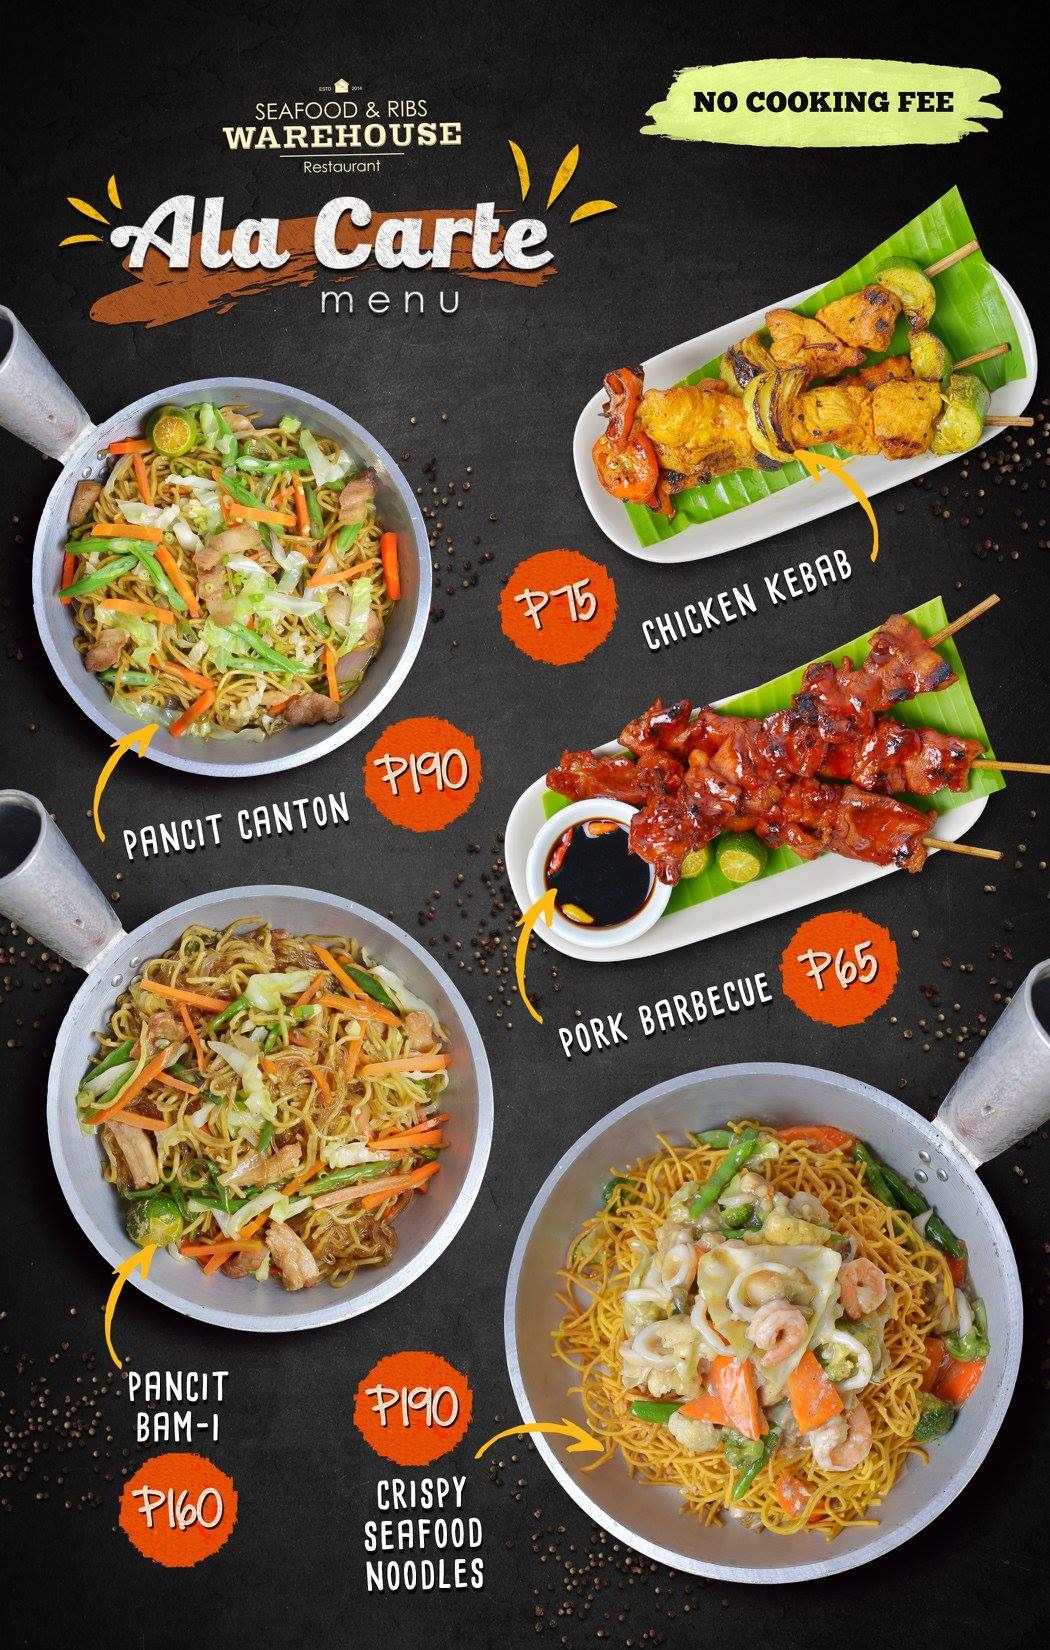 ESTD 2014
SEAFOOD & RIBS
WAREHOUSE
Restaurant
NO COOKING FEE
Ala Carte
menu
₱75
CHICKEN KEBAB
₱190
PANCIT CANTON
₱65
PORK BARBECUE
PANCIT
BAM-I
₱160
₱190
CRISPY
SEAFOOD
NOODLES